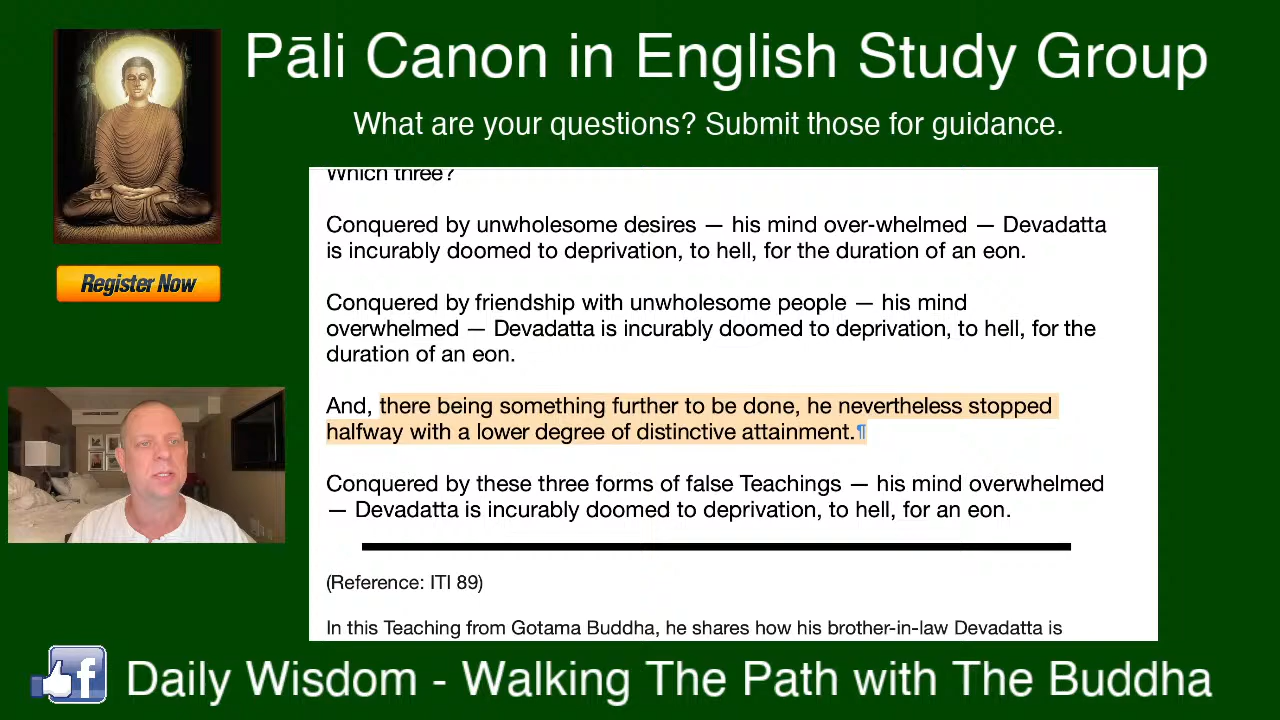 Pāli Canon in English Study Group
What are your questions? Submit those for guidance.
Register Now
Which three?
Conquered by unwholesome desires — his mind over-whelmed — Devadatta
is incurably doomed to deprivation, to hell, for the duration of an eon.
Conquered by friendship with unwholesome people — his mind
overwhelmed — Devadatta is incurably doomed to deprivation, to hell, for the
duration of an eon.
And, there being something further to be done, he nevertheless stopped
halfway with a lower degree of distinctive attainment.¶
Conquered by these three forms of false Teachings — his mind overwhelmed
— Devadatta is incurably doomed to deprivation, to hell, for an eon.
(Reference: ITI 89)
In this Teaching from Gotama Buddha, he shares how his brother-in-law Devadatta is
f
Daily Wisdom - Walking The Path with The Buddha